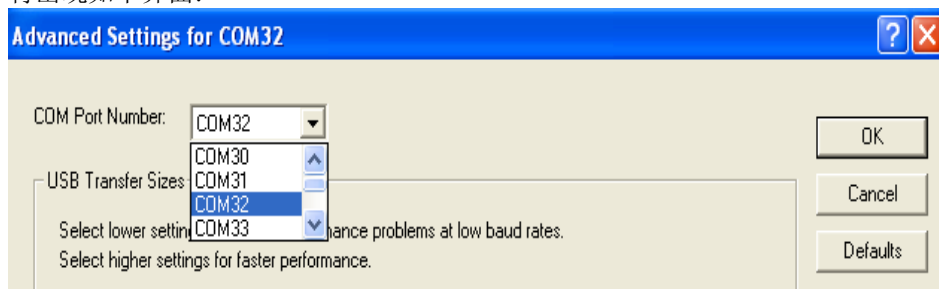 Advanced Settings for COM32
COM Port Number:
COM32
COM30
COM31
COM32
COM33
USB Transfer Sizes
Select lower settin
mance problems at low baud rates.
Select higher settings for faster performance.
OK
Cancel
Defaults